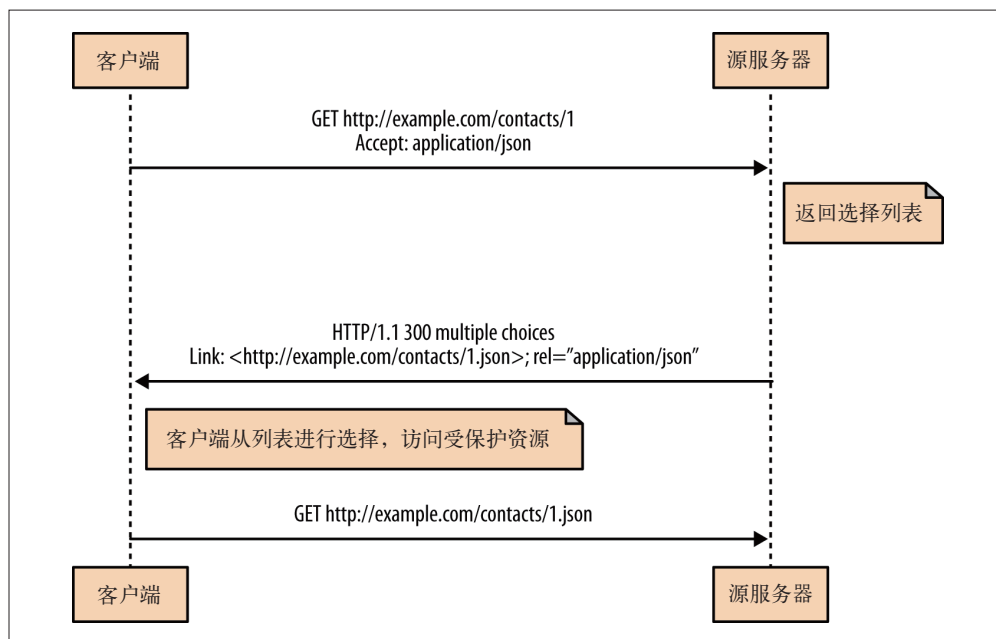 客户端
源服务器
GET http://example.com/contacts/1
Accept: application/json
返回选择列表
HTTP/1.1 300 multiple choices
Link: <http://example.com/contacts/1.json>; rel=”application/json”
客户端从列表进行选择，访问受保护资源
GET http://example.com/contacts/1.json
客户端
源服务器